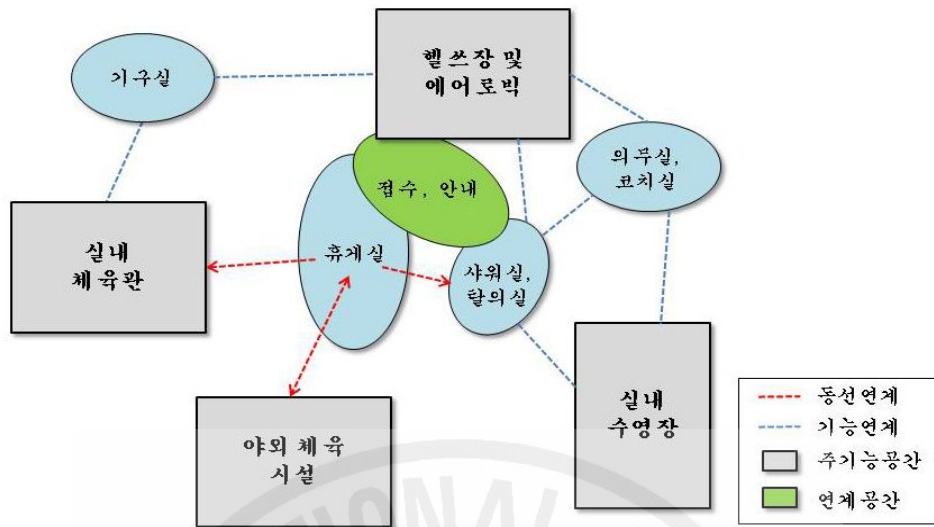 헬쓰장 및
에어로빅
기구실
의무실,
코치실
접수, 안내
실내
체육관
휴게실
샤워실,
탈의실
실내
수영장
야외 체육
시설
동선연계
기능연계
주기능공간
연계공간